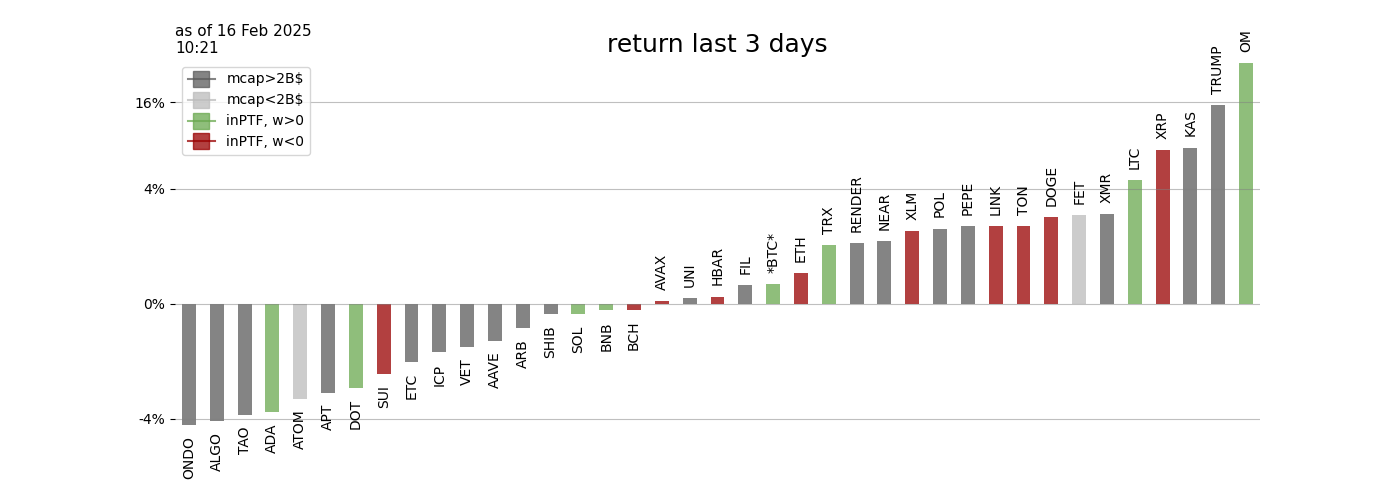 as of 16 Feb 2025
10:21
return last 3 days
mcap>2B$
mcap<2B$
inPTF, w>0
inPTF, w<0
16%
4%
0%
-4%
ONDO
ALGO
TAO
ADA
ATOM
APT
DOT
SUI
ETC
ICP
VET
AAVE
ARB
SHIB
SOL
BNB
BCH
AVAX
UNI
HBAR
FIL
*BTC*
ETH
TRX
RENDER
NEAR
XLM
POL
PEPE
LINK
TON
DOGE
FET
XMR
LTC
XRP
KAS
TRUMP
OM